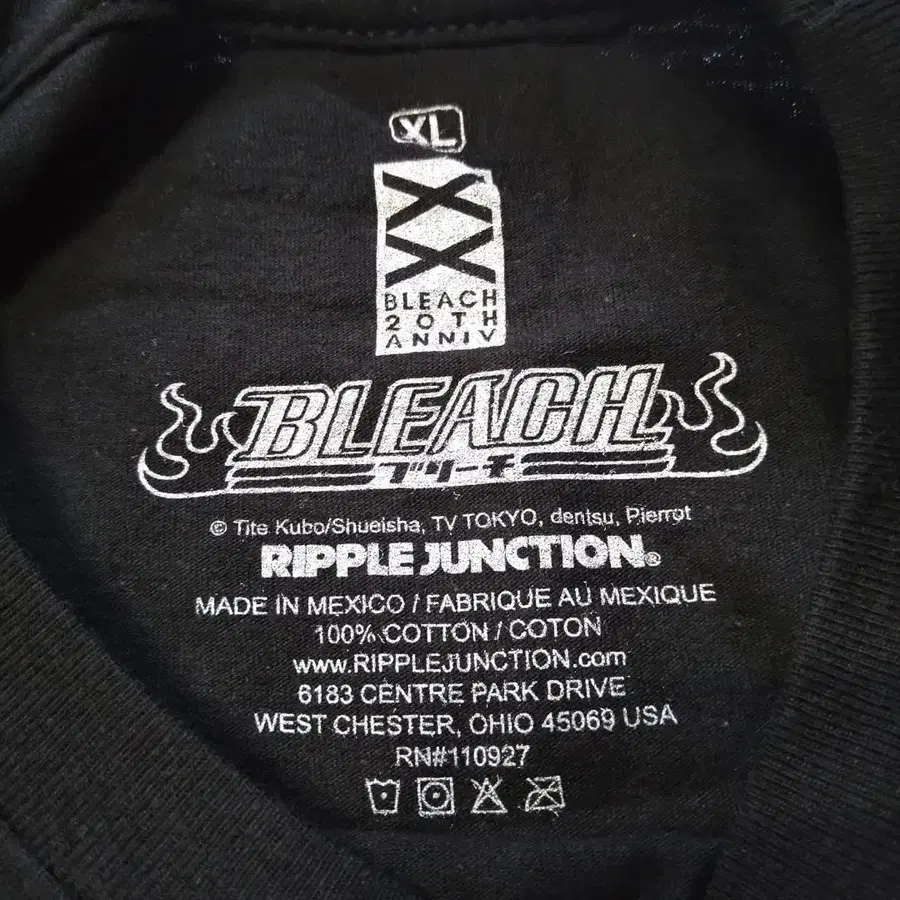 XL
XX
BLEACH
20TH
ANNIV
BLEACH
ブリーチ
© Tite Kubo/Shueisha, TV TOKYO, dentsu, Pierrot
RIPPLE JUNCTION®
MADE IN MEXICO / FABRIQUE AU MEXIQUE
100% COTTON / COTON
www.RIPPLEJUNCTION.com
6183 CENTRE PARK DRIVE
WEST CHESTER, OHIO 45069 USA
RN#110927